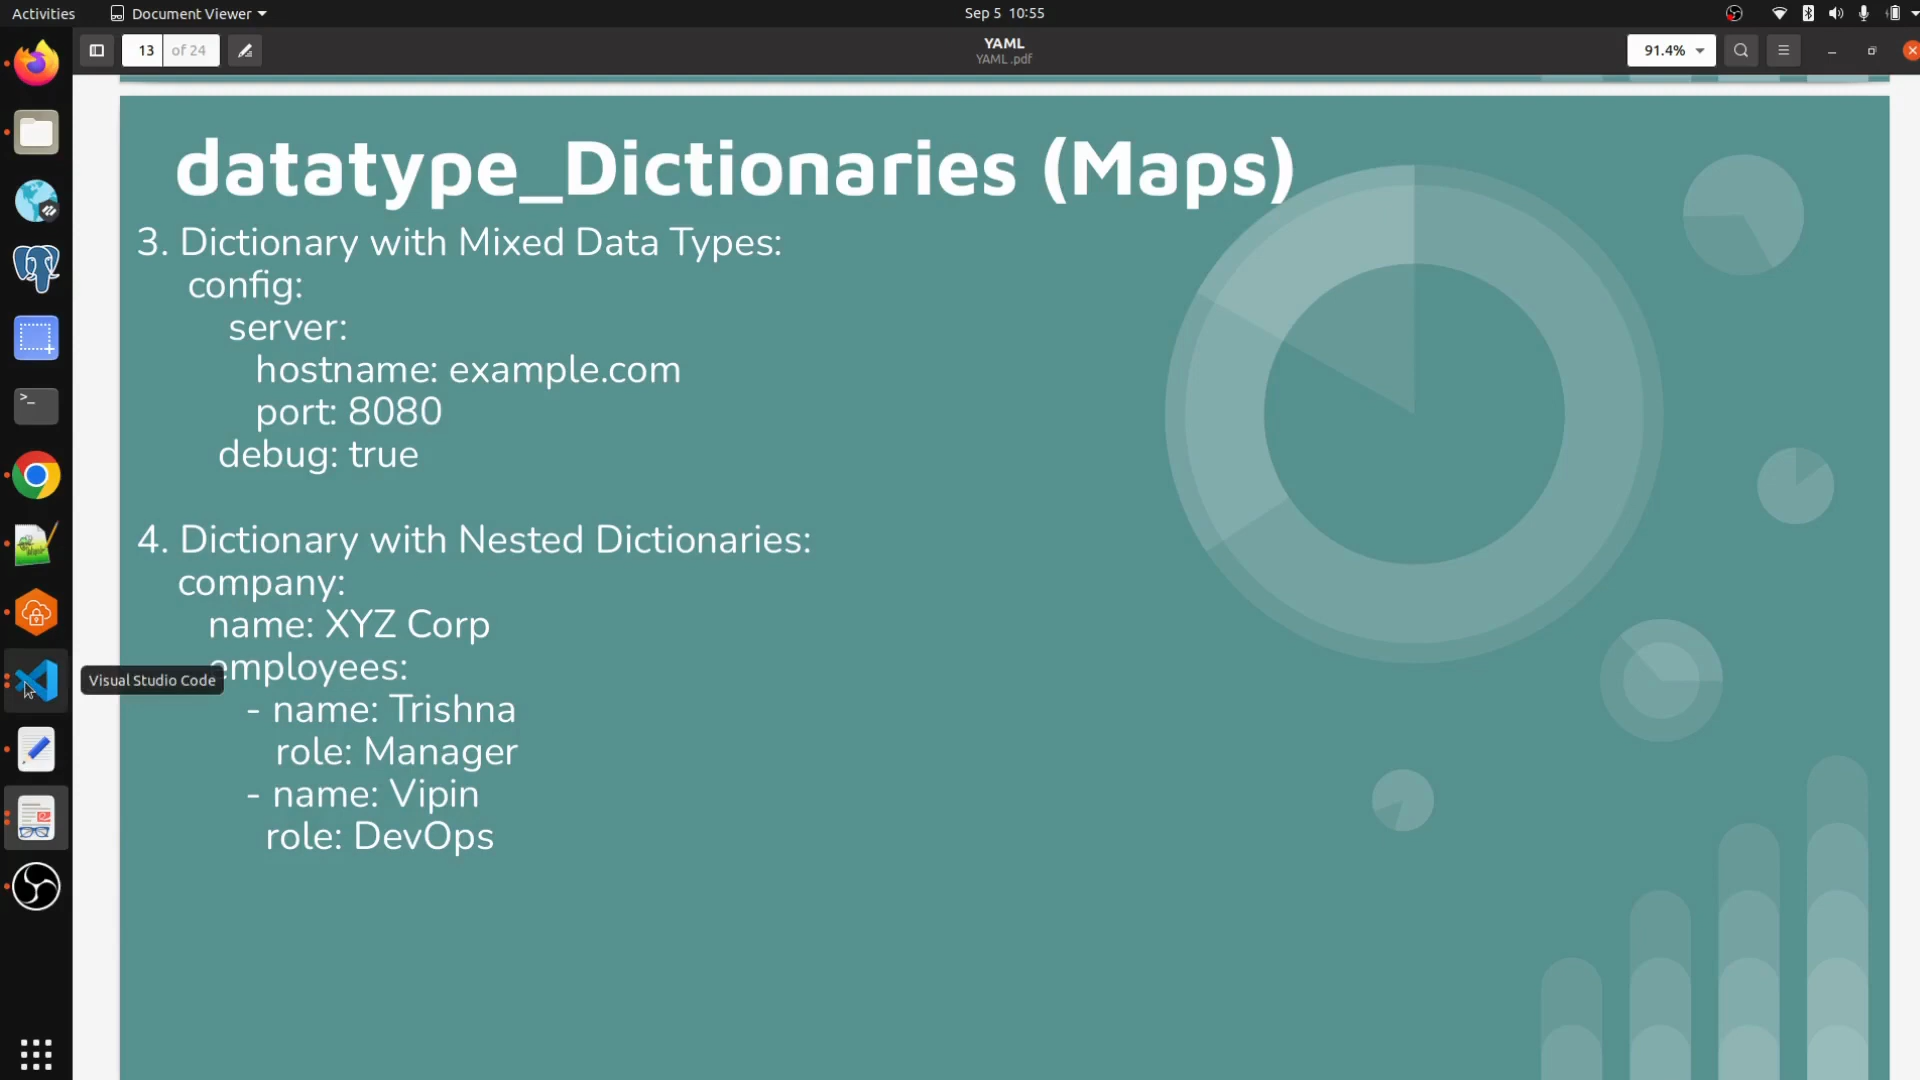 Activities
Document Viewer
Sep 5 10:55
13 of 24
YAML
YAML .pdf
91.4%
datatype_Dictionaries (Maps)
3. Dictionary with Mixed Data Types:
config:
server:
hostname: example.com
port: 8080
debug: true
4. Dictionary with Nested Dictionaries:
company:
name: XYZ Corp
employees:
Visual Studio Code
- name: Trishna
role: Manager
- name: Vipin
role: DevOps